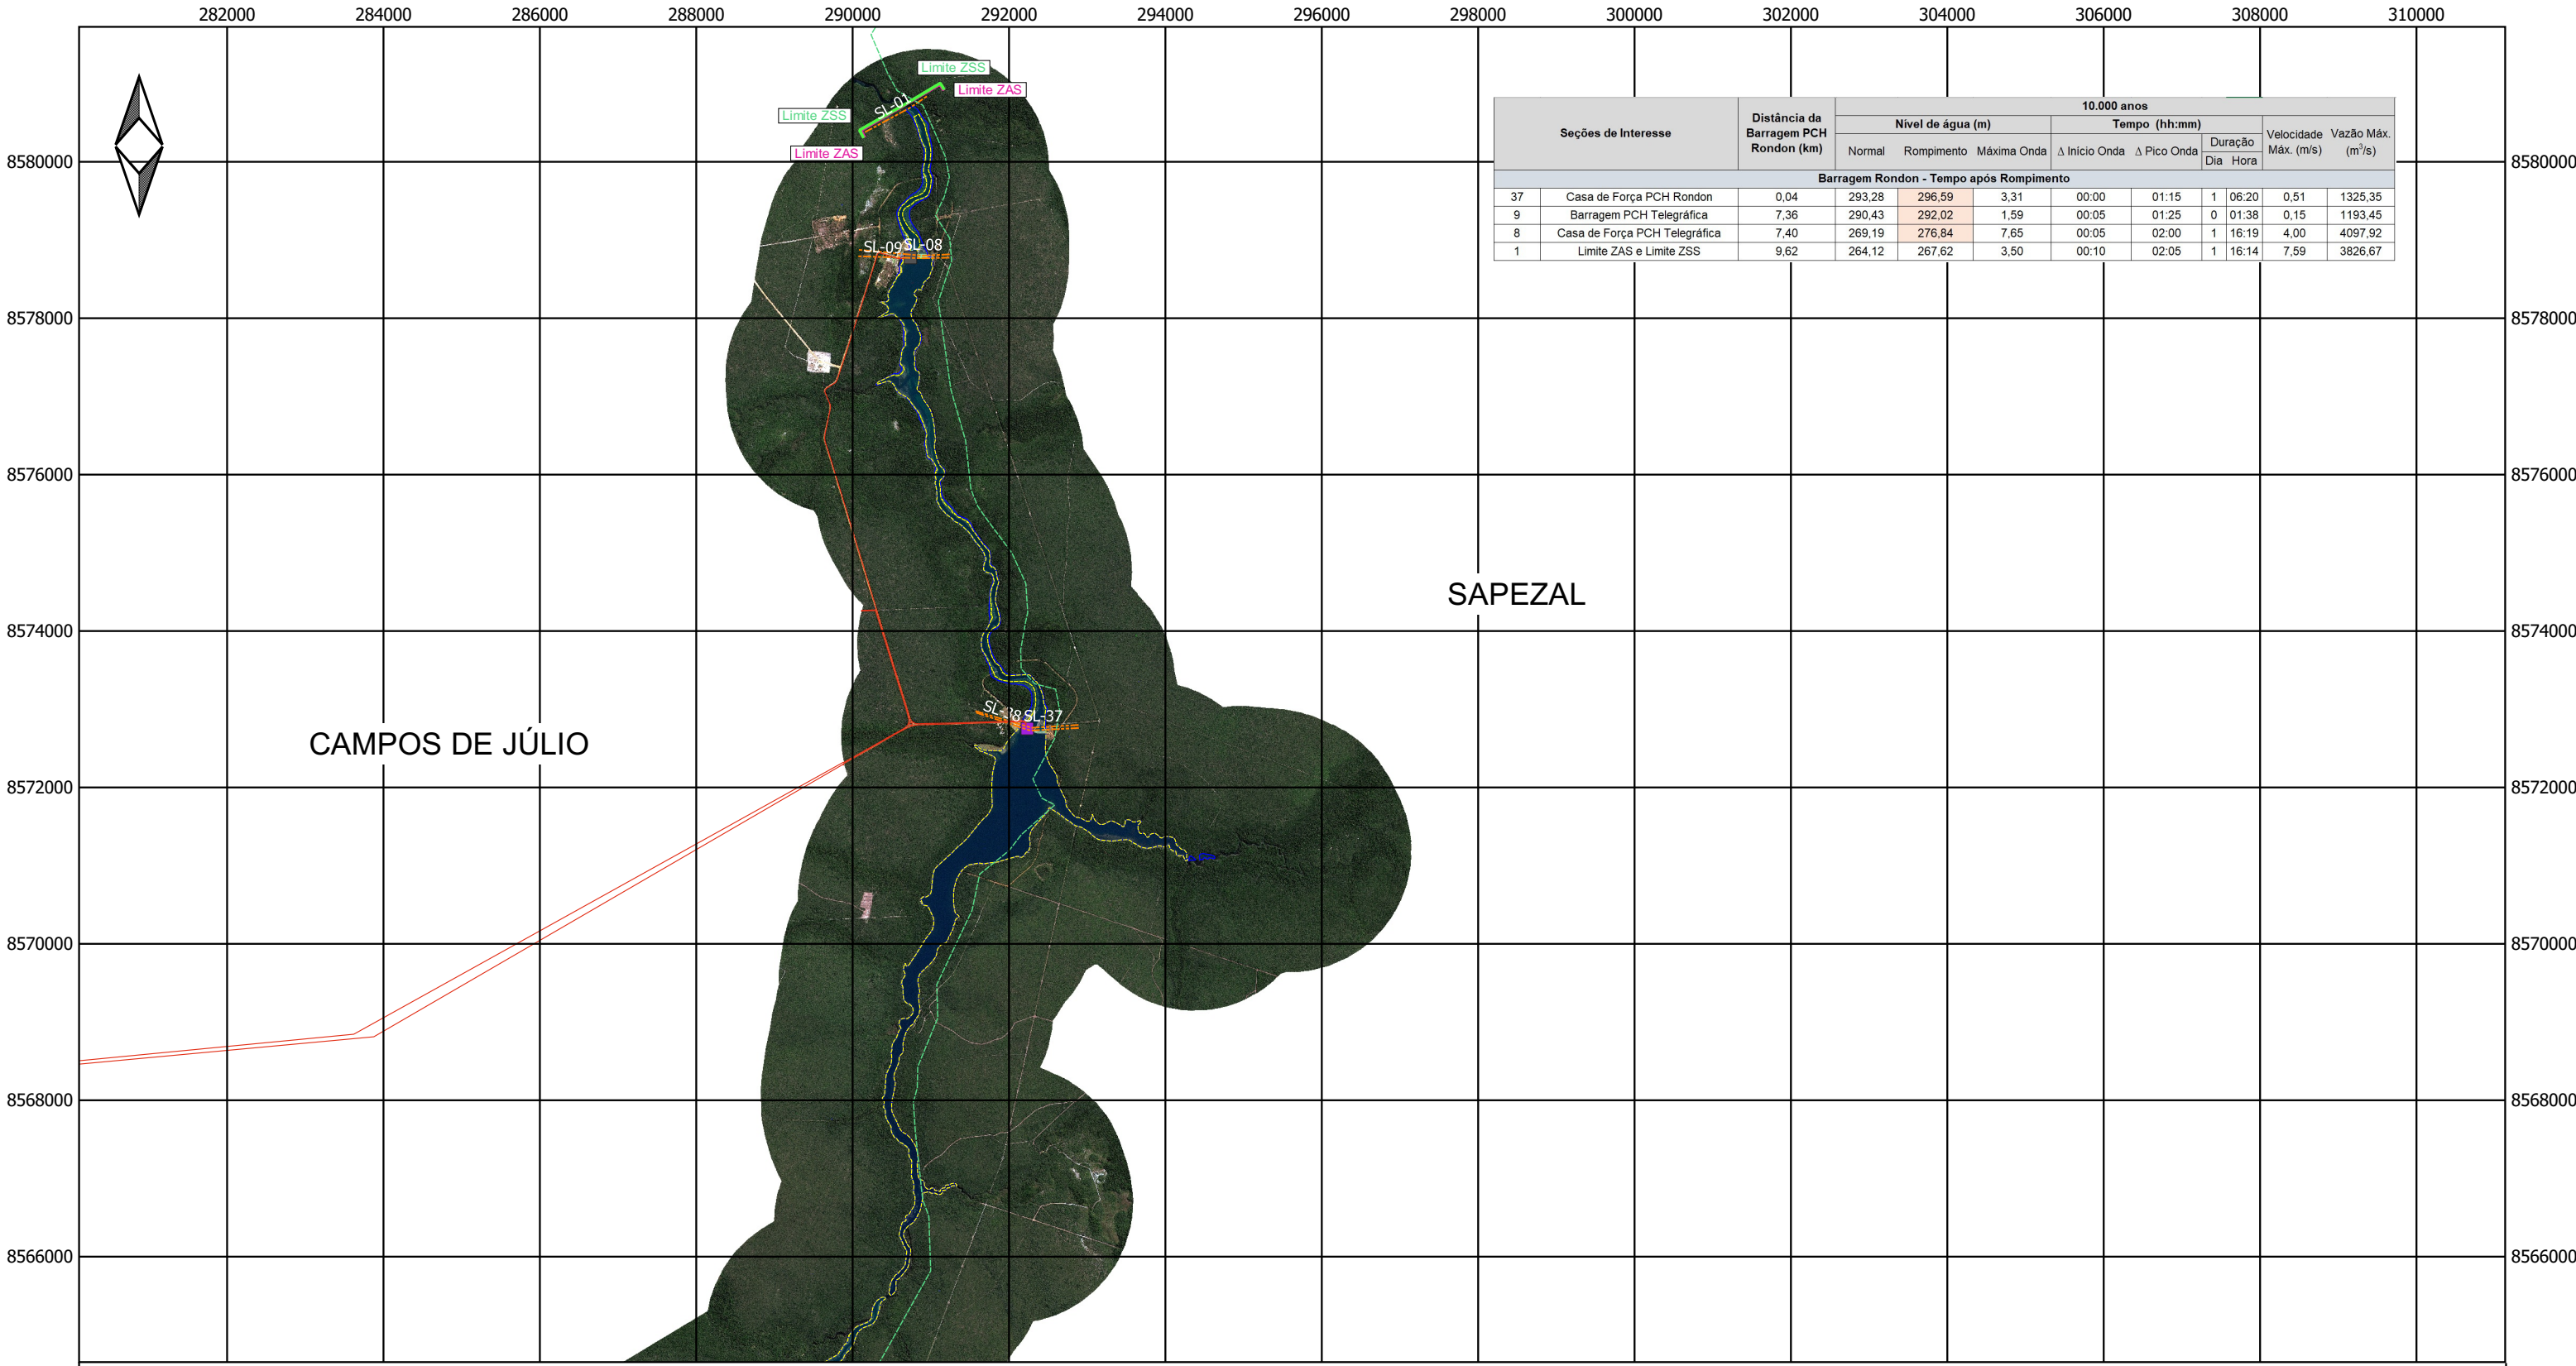 282000 284000 286000 288000 290000 292000 294000 296000 298000 300000 302000 304000 306000 308000 310000
Limite ZSS
Limite ZAS
SL-01
Limite ZSS
Limite ZAS
10.000 anos
Seções de Interesse
Distância da Barragem PCH Rondon (km)
Nível de água (m)
Tempo (hh:mm)
Velocidade Máx. (m/s)
Vazão Máx. (m³/s)
Normal Rompimento Máxima Onda Δ Início Onda Δ Pico Onda Duração
Dia Hora
Barragem Rondon - Tempo após Rompimento
37 Casa de Força PCH Rondon 0,04 293,28 296,59 3,31 00:00 01:15 1 06:20 0,51 1325,35
9 Barragem PCH Telegráfica 7,36 290,43 292,02 1,59 00:05 01:25 0 01:38 0,15 1193,45
8 Casa de Força PCH Telegráfica 7,40 269,19 276,84 7,65 00:05 02:00 1 16:19 4,00 4097,92
1 Limite ZAS e Limite ZSS 9,62 264,12 267,62 3,50 00:10 02:05 1 16:14 7,59 3826,67
8580000 8580000
SL-09 SL-08
8578000 8578000
8576000 8576000
SAPEZAL
8574000 8574000
SL-38 SL-37
CAMPOS DE JÚLIO
8572000 8572000
8570000 8570000
8568000 8568000
8566000 8566000